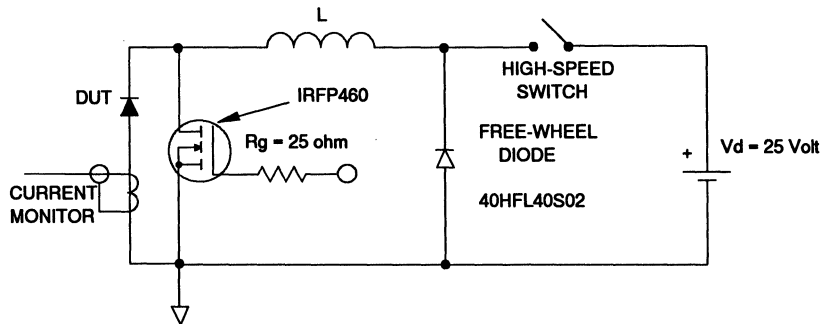 L
HIGH-SPEED
SWITCH
DUT
IRFP460
Rg = 25 ohm
FREE-WHEEL
DIODE
+
Vd = 25 Volt
40HFL40S02
CURRENT
MONITOR